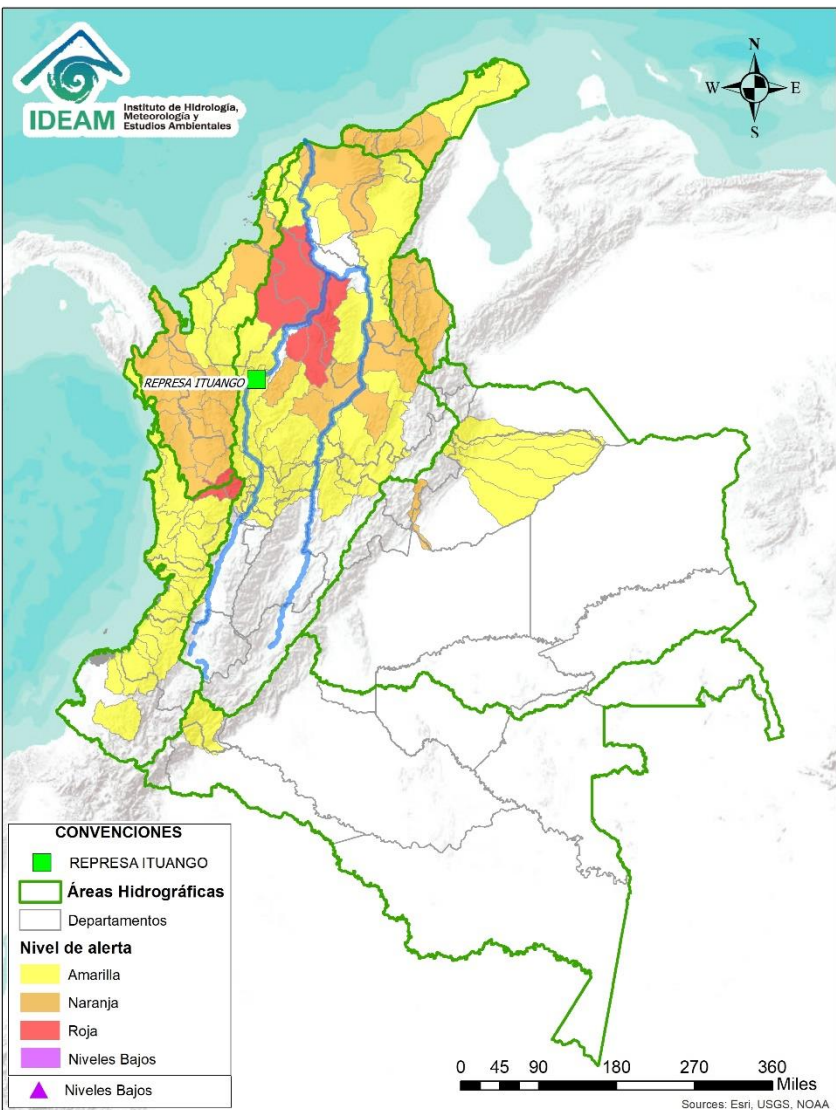 IDEAM
Instituto de Hidrología,
Meteorología y
Estudios Ambientales
N
W
E
S
REPRESA ITUANGO
CONVENCIONES
REPRESA ITUANGO
Áreas Hidrográficas
Departamentos
Nivel de alerta
Amarilla
Naranja
Roja
Niveles Bajos
Niveles Bajos
0 45 90 180 270 360
Miles
Sources: Esri, USGS, NOAA